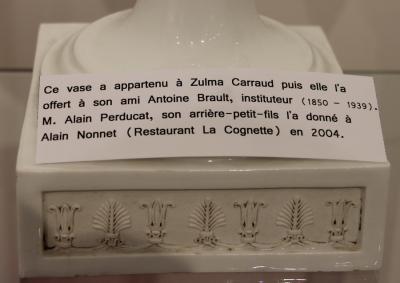 Ce vase a appartenu à Zulma Carraud puis elle l'a
offert à son ami Antoine Brault, instituteur (1850 - 1939).
M. Alain Perducat, son arrière-petit-fils l'a donné à
Alain Nonnet (Restaurant La Cognette) en 2004.